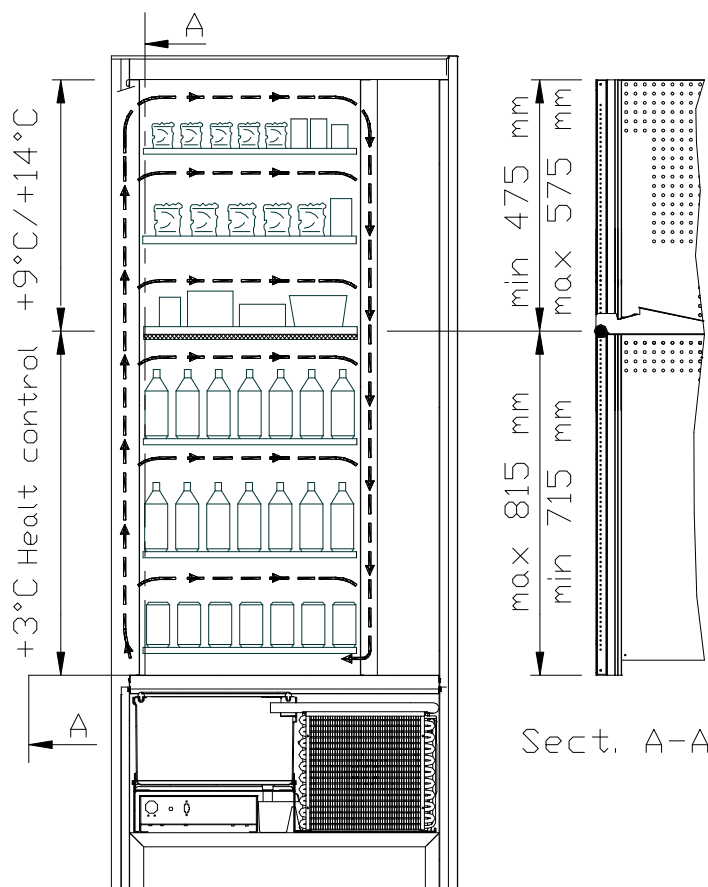 A
+9°C/+14°C
min 475 mm
max 575 mm
+3°C Healt control
max 815 mm
min 715 mm
A
Sect. A-A